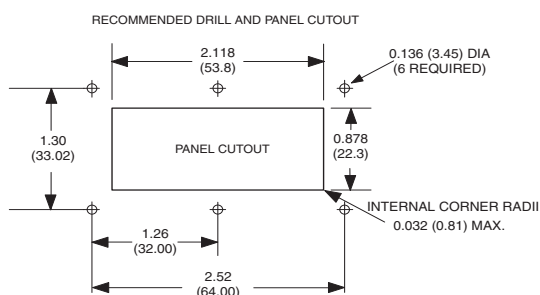 RECOMMENDED DRILL AND PANEL CUTOUT
2.118
(53.8)
0.136 (3.45) DIA
(6 REQUIRED)
1.30
(33.02)
PANEL CUTOUT
0.878
(22.3)
INTERNAL CORNER RADII
0.032 (0.81) MAX.
1.26
(32.00)
2.52
(64.00)